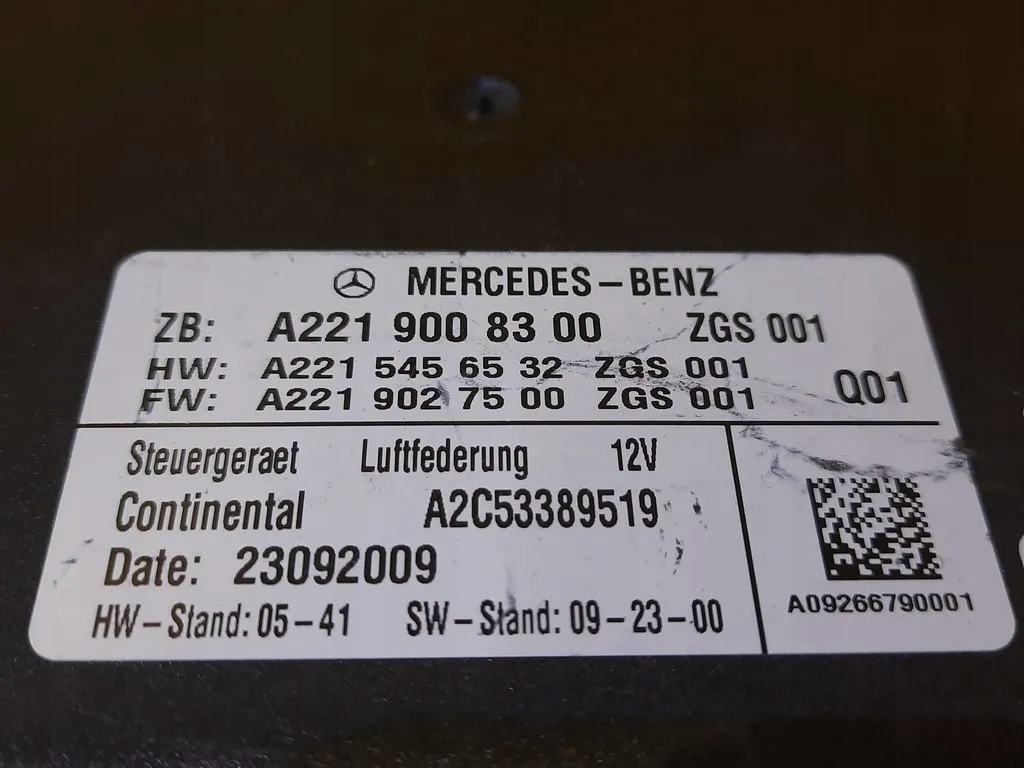 MERCEDES-BENZ
ZB: A221 900 83 00 ZGS 001
HW: A221 545 65 32 ZGS 001
FW: A221 902 75 00 ZGS 001 Q01
Steuergeraet Luftfederung 12V
Continental A2C53389519
Date: 23092009
HW-Stand: 05-41 SW-Stand: 09-23-00
A09266790001